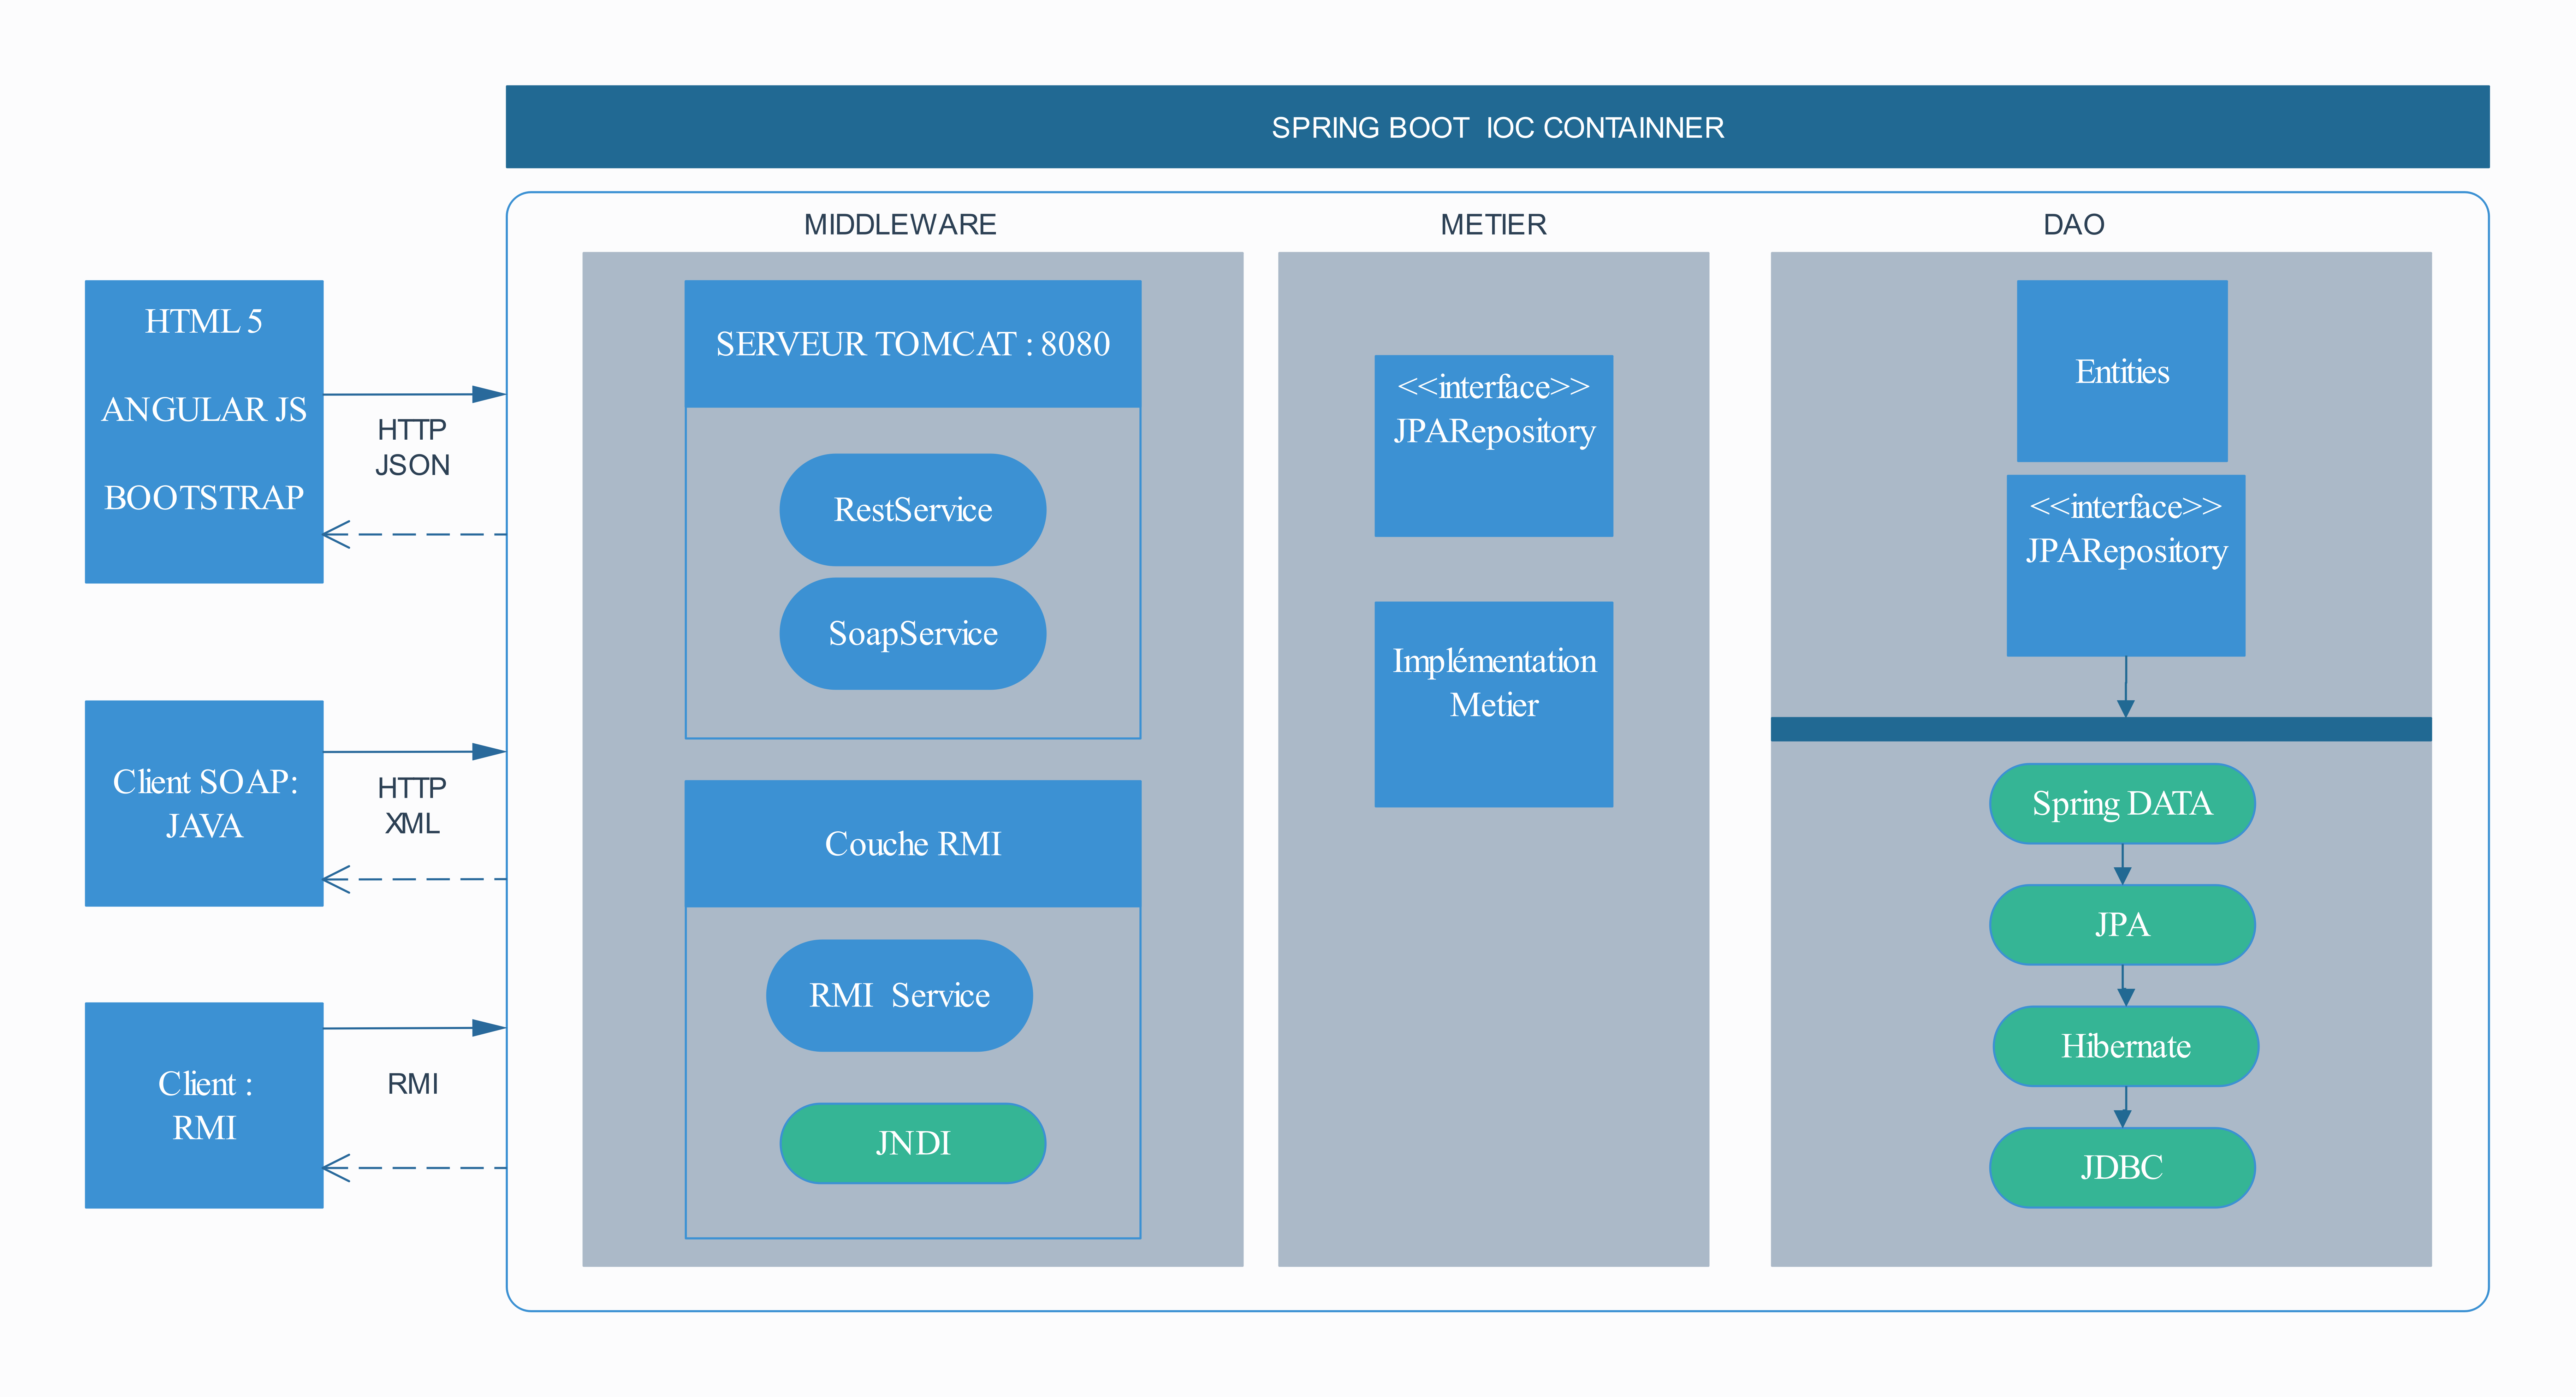 SPRING BOOT  IOC CONTAINNER
HTML 5
ANGULAR JS
BOOTSTRAP
HTTP
JSON
Client SOAP:
JAVA
HTTP
XML
Client :
RMI
RMI
MIDDLEWARE
SERVEUR TOMCAT : 8080
RestService
SoapService
Couche RMI
RMI  Service
JNDI
METIER
<<interface>>
JPARepository
Implémentation
Metier
DAO
Entities
<<interface>>
JPARepository
Spring DATA
JPA
Hibernate
JDBC